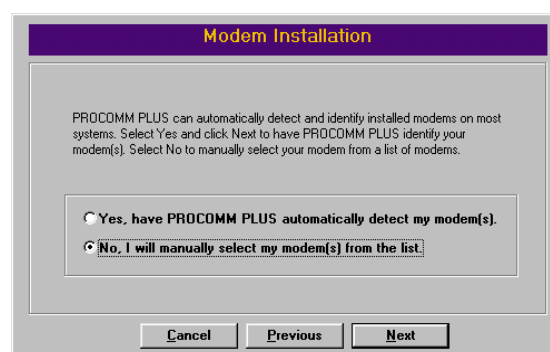 Modem Installation
PROCOMM PLUS can automatically detect and identify installed modems on most
systems. Select Yes and click Next to have PROCOMM PLUS identify your
modem(s). Select No to manually select your modem from a list of modems.
Yes, have PROCOMM PLUS automatically detect my modem(s).
No, I will manually select my modem(s) from the list.
Cancel Previous Next